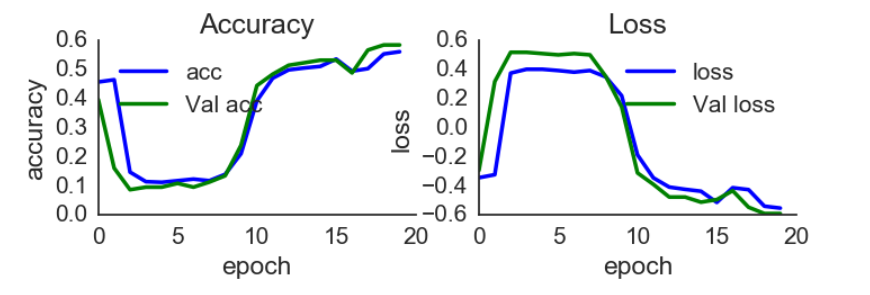 Accuracy
0.6
0.5
0.4
0.3
0.2
0.1
0.0
accuracy
acc
Val acc
0 5 10 15 20
epoch
Loss
0.6
0.4
0.2
0.0
−0.2
−0.4
−0.6
loss
loss
Val loss
0 5 10 15 20
epoch